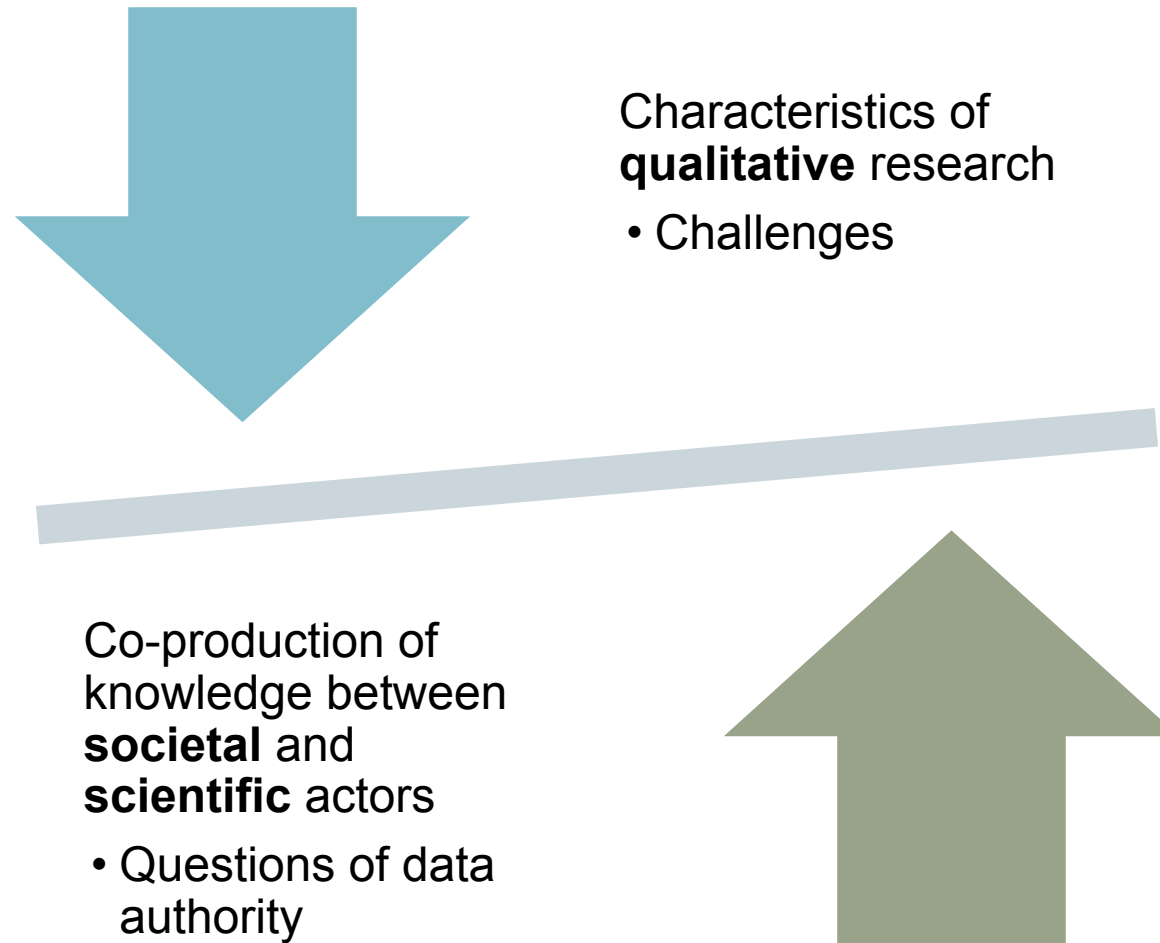 Characteristics of
qualitative research
• Challenges
Co-production of
knowledge between
societal and
scientific actors
• Questions of data
authority